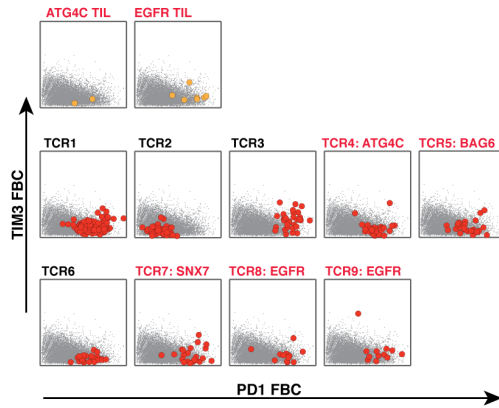 ATG4C TIL
EGFR TIL
TIM3 FBC
TCR1
TCR2
TCR3
TCR4: ATG4C
TCR5: BAG6
TCR6
TCR7: SNX7
TCR8: EGFR
TCR9: EGFR
PD1 FBC